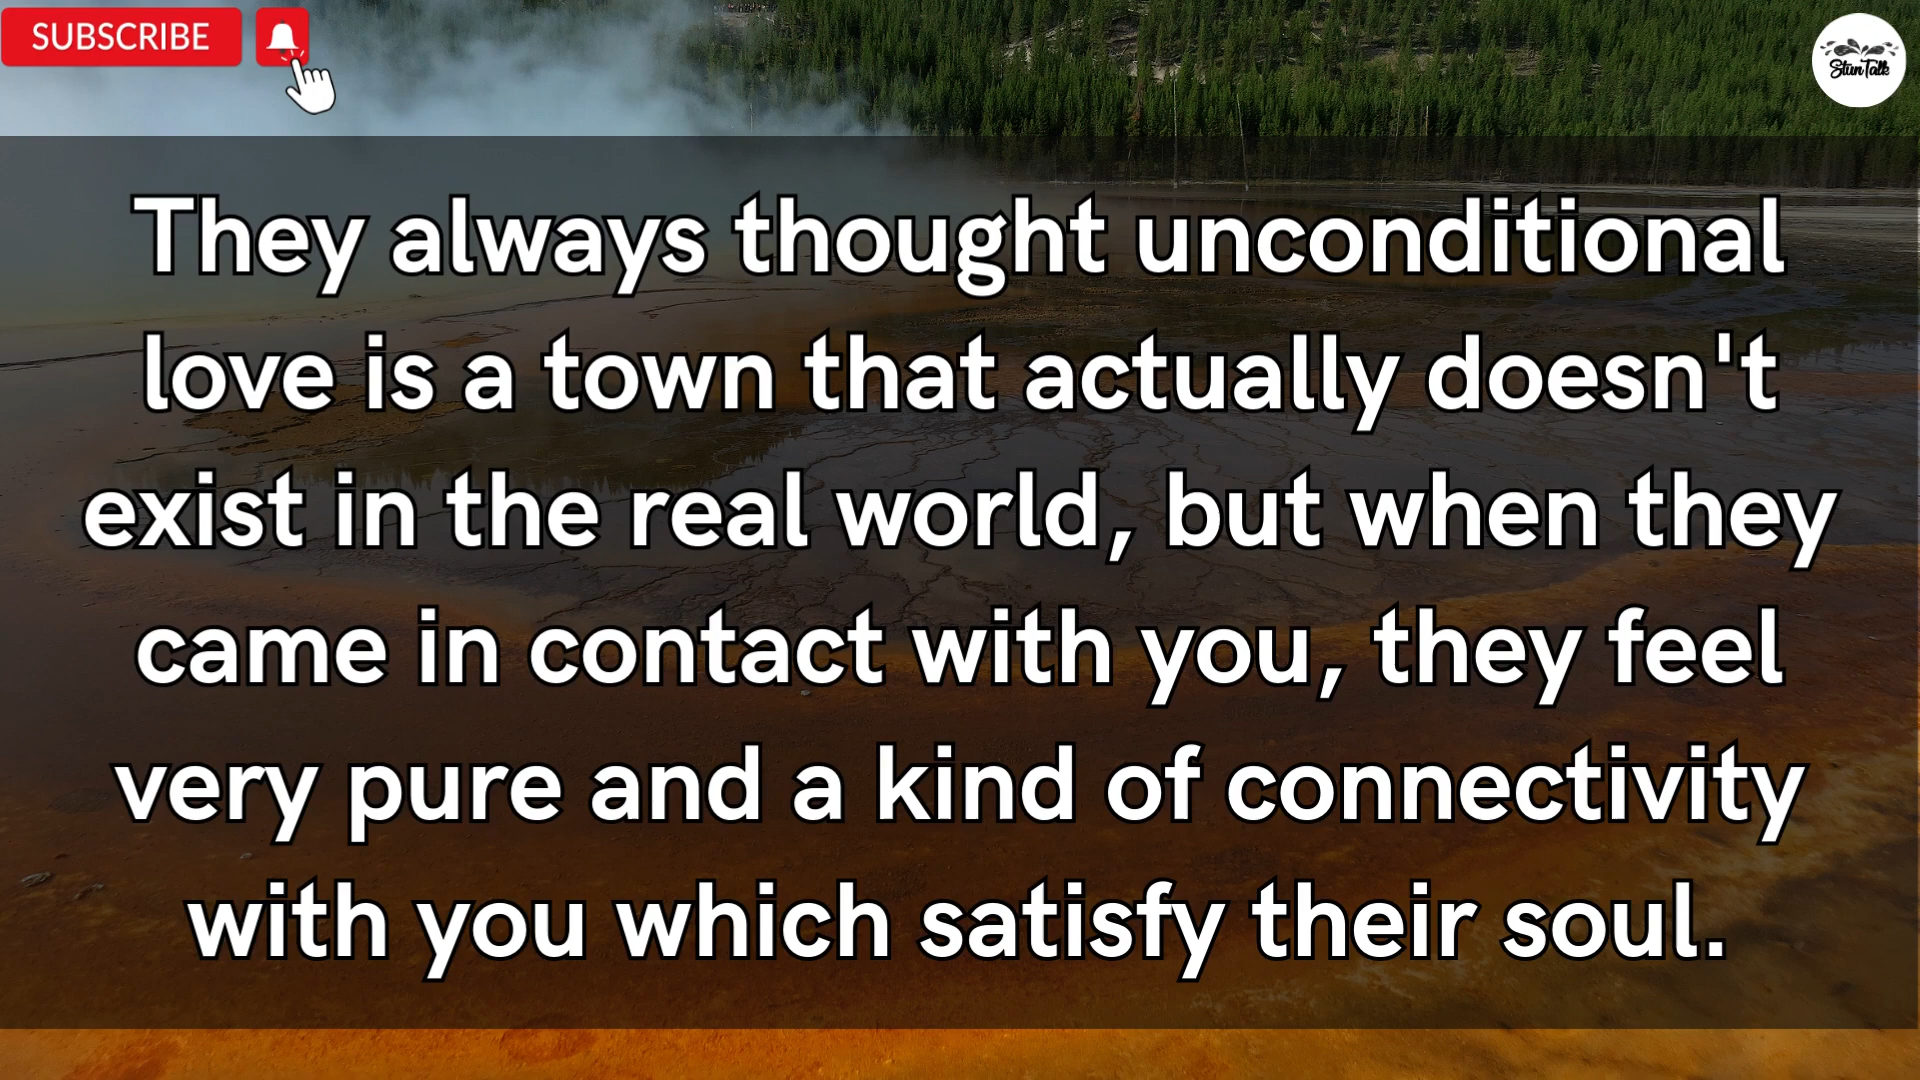 SUBSCRIBE
StunTalk
They always thought unconditional
love is a town that actually doesn't
exist in the real world, but when they
came in contact with you, they feel
very pure and a kind of connectivity
with you which satisfy their soul.